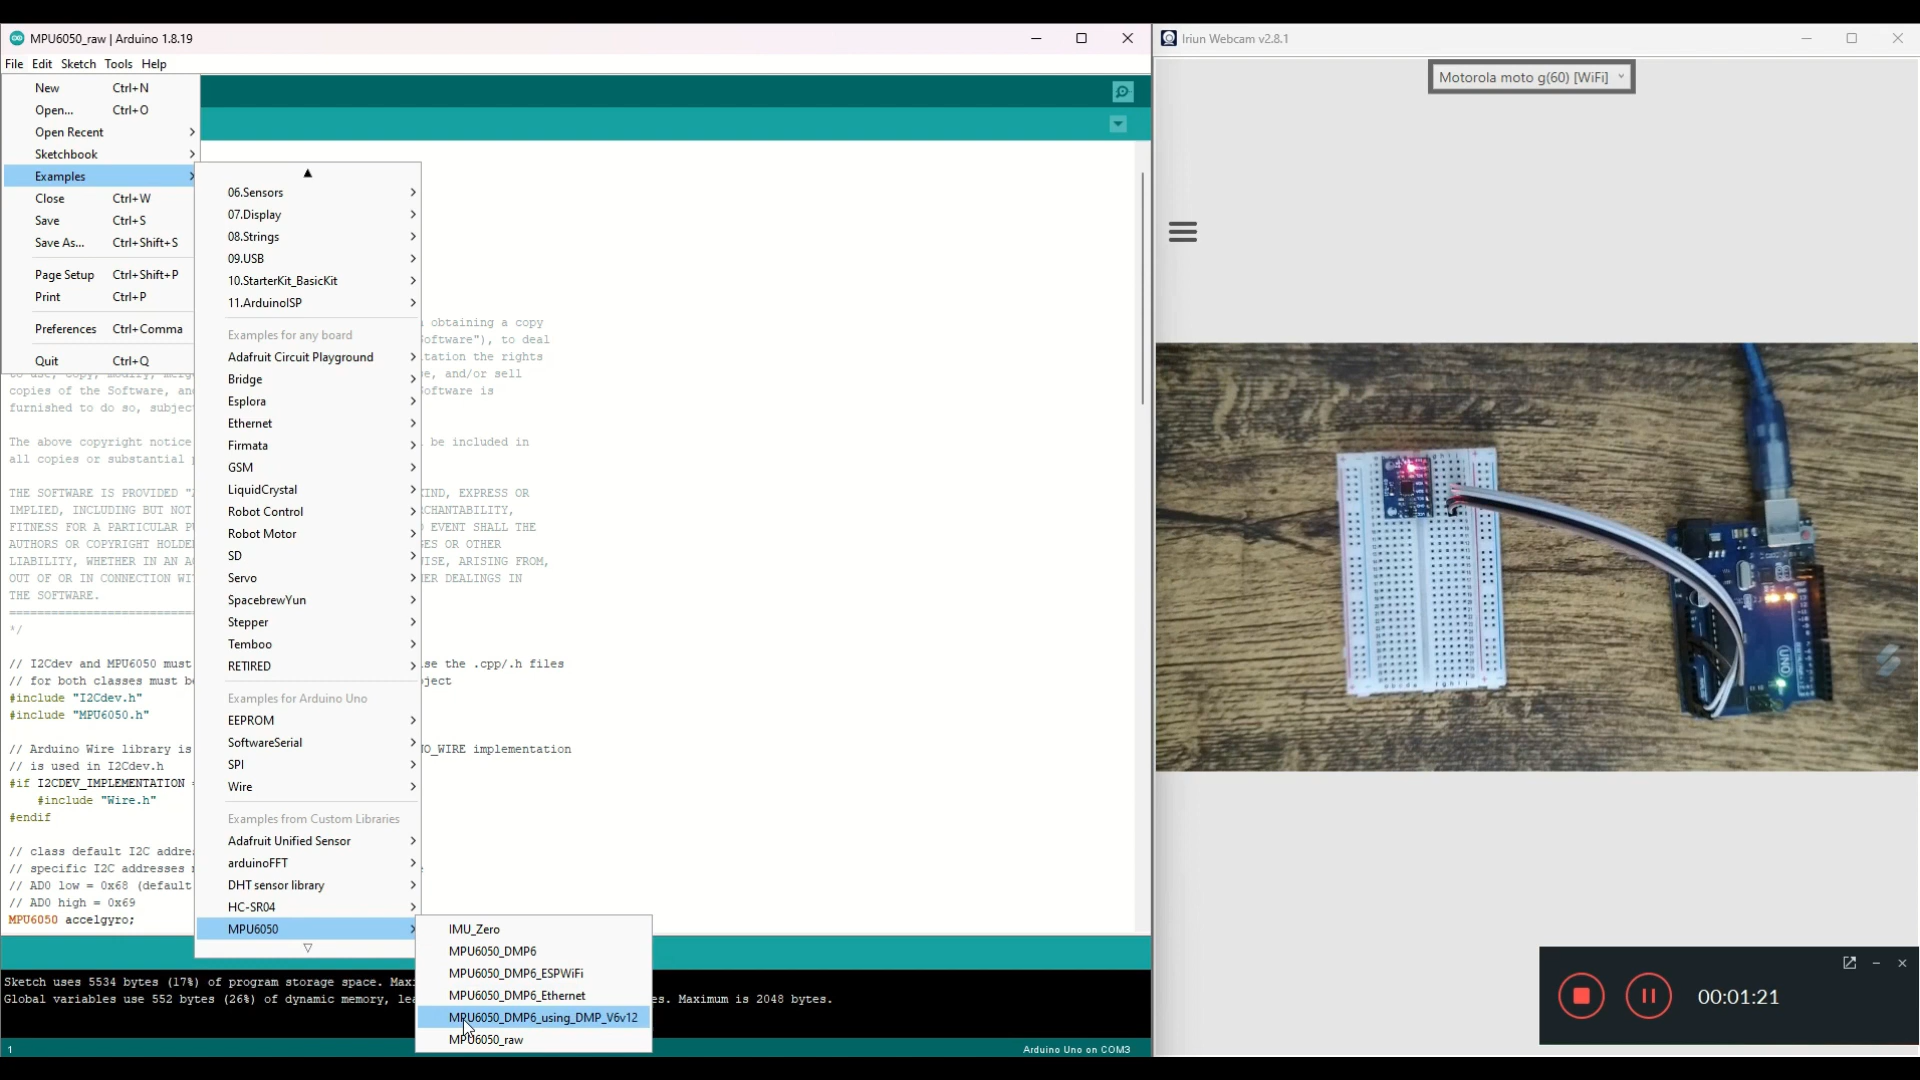 MPU6050_raw | Arduino 1.8.19
File Edit Sketch Tools Help
New Ctrl+N
Open... Ctrl+O
Open Recent
Sketchbook
Examples
Close Ctrl+W
Save Ctrl+S
Save As... Ctrl+Shift+S
Page Setup Ctrl+Shift+P
Print Ctrl+P
Preferences Ctrl+Comma
Quit Ctrl+Q
06.Sensors
07.Display
08.Strings
09.USB
10.StarterKit_BasicKit
11.ArduinoISP
Examples for any board
Adafruit Circuit Playground
Bridge
Esplora
Ethernet
Firmata
GSM
LiquidCrystal
Robot Control
Robot Motor
SD
Servo
SpacebrewYun
Stepper
Temboo
RETIRED
Examples for Arduino Uno
EEPROM
SoftwareSerial
SPI
Wire
Examples from Custom Libraries
Adafruit Unified Sensor
arduinoFFT
DHT sensor library
HC-SR04
MPU6050
IMU_Zero
MPU6050_DMP6
MPU6050_DMP6_ESPWiFi
MPU6050_DMP6_Ethernet
MPU6050_DMP6_using_DMP_V6v12
MPU6050_raw
obtaining a copy
Software"), to deal
tation the rights
e, and/or sell
copies of the Software, an Software is
furnished to do so, subjec
The above copyright notice be included in
all copies or substantial
THE SOFTWARE IS PROVIDED " KIND, EXPRESS OR
IMPLIED, INCLUDING BUT NOT CHANTABILITY,
FITNESS FOR A PARTICULAR P EVENT SHALL THE
AUTHORS OR COPYRIGHT HOLDE ES OR OTHER
LIABILITY, WHETHER IN AN A ISE, ARISING FROM,
OUT OF OR IN CONNECTION WI ER DEALINGS IN
THE SOFTWARE.
*/
// I2Cdev and MPU6050 must se the .cpp/.h files
// for both classes must b ject
#include "I2Cdev.h"
#include "MPU6050.h"
// Arduino Wire library is O_WIRE implementation
// is used in I2Cdev.h
#if I2CDEV_IMPLEMENTATION =
#include "Wire.h"
#endif
// class default I2C addre
// specific I2C addresses
// AD0 low = 0x68 (default
// AD0 high = 0x69
MPU6050 accelgyro;
Sketch uses 5534 bytes (17%) of program storage space. Max
Global variables use 552 bytes (26%) of dynamic memory, le es. Maximum is 2048 bytes.
1 Arduino Uno on COM3
Iriun Webcam v2.8.1
Motorola moto g(60) [WiFi]
UNO
00:01:21